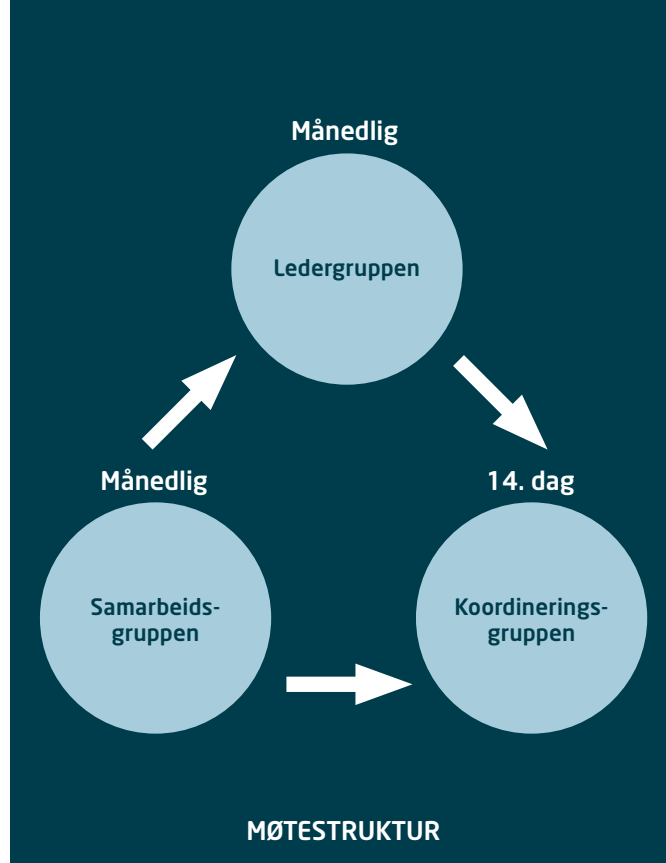 Månedlig
Ledergruppen
Månedlig
14. dag
Samarbeids-
gruppen
Koordinerings-
gruppen
MØTESTRUKTUR